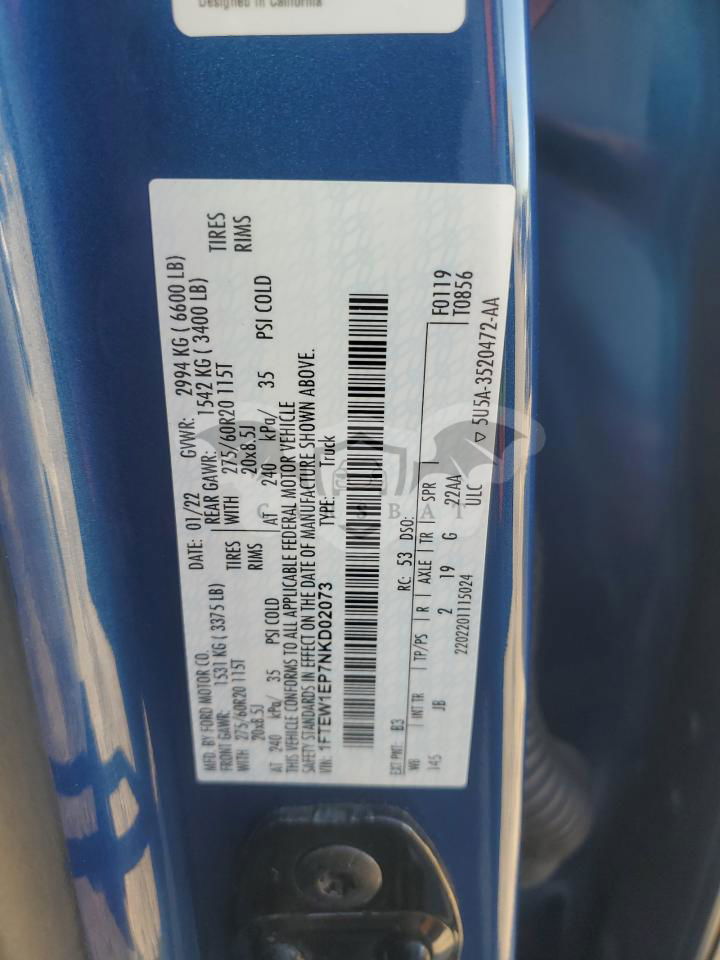 Designed in California
MFD. BY FORD MOTOR CO. DATE: 01/22 GVWR: 2994 KG ( 6600 LB)
FRONT GAWR: 1531 KG ( 3375 LB) REAR GAWR: 1542 KG ( 3400 LB)
WITH 275/60R20 115T TIRES WITH 275/60R20 115T TIRES
20x8.5J RIMS 20x8.5J RIMS
AT 240 kPa/ 35 PSI COLD AT 240 kPa/ 35 PSI COLD
THIS VEHICLE CONFORMS TO ALL APPLICABLE FEDERAL MOTOR VEHICLE
SAFETY STANDARDS IN EFFECT ON THE DATE OF MANUFACTURE SHOWN ABOVE.
VIN: 1FTEW1EP7NKD02073 TYPE: Truck
EXT PNT: B3 RC: 53 DSO: F0119
WB INT TR TP/PS R AXLE TR SPR T0856
145 JB 2 19 G 22AA
2202201115024 ULC ▽ 5U5A-3520472-AA